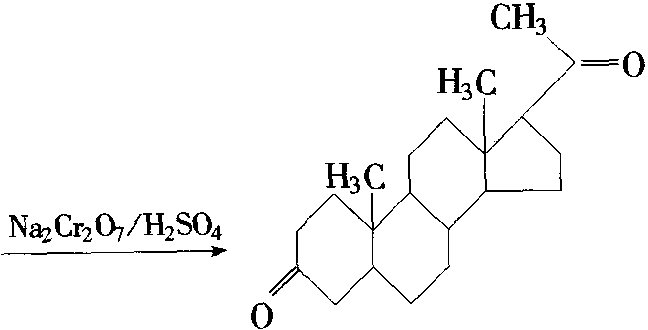 CH₃
O
H₃C
H₃C
Na₂Cr₂O₇/H₂SO₄
O